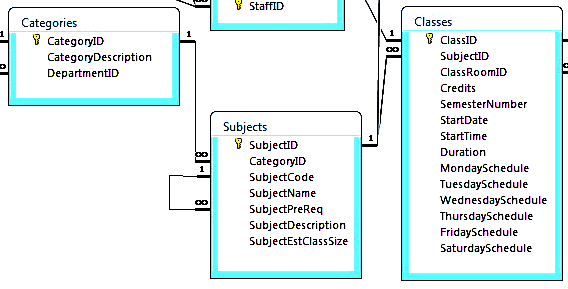 StaffID
Categories
1
1
CategoryID
CategoryDescription
∞
DepartmentID
Subjects
SubjectID
1
∞
CategoryID
1
SubjectCode
SubjectName
∞
SubjectPreReq
SubjectDescription
SubjectEstClassSize
Classes
1
ClassID
∞
SubjectID
ClassRoomID
Credits
SemesterNumber
StartDate
StartTime
Duration
MondaySchedule
TuesdaySchedule
WednesdaySchedule
ThursdaySchedule
FridaySchedule
SaturdaySchedule
1
∞